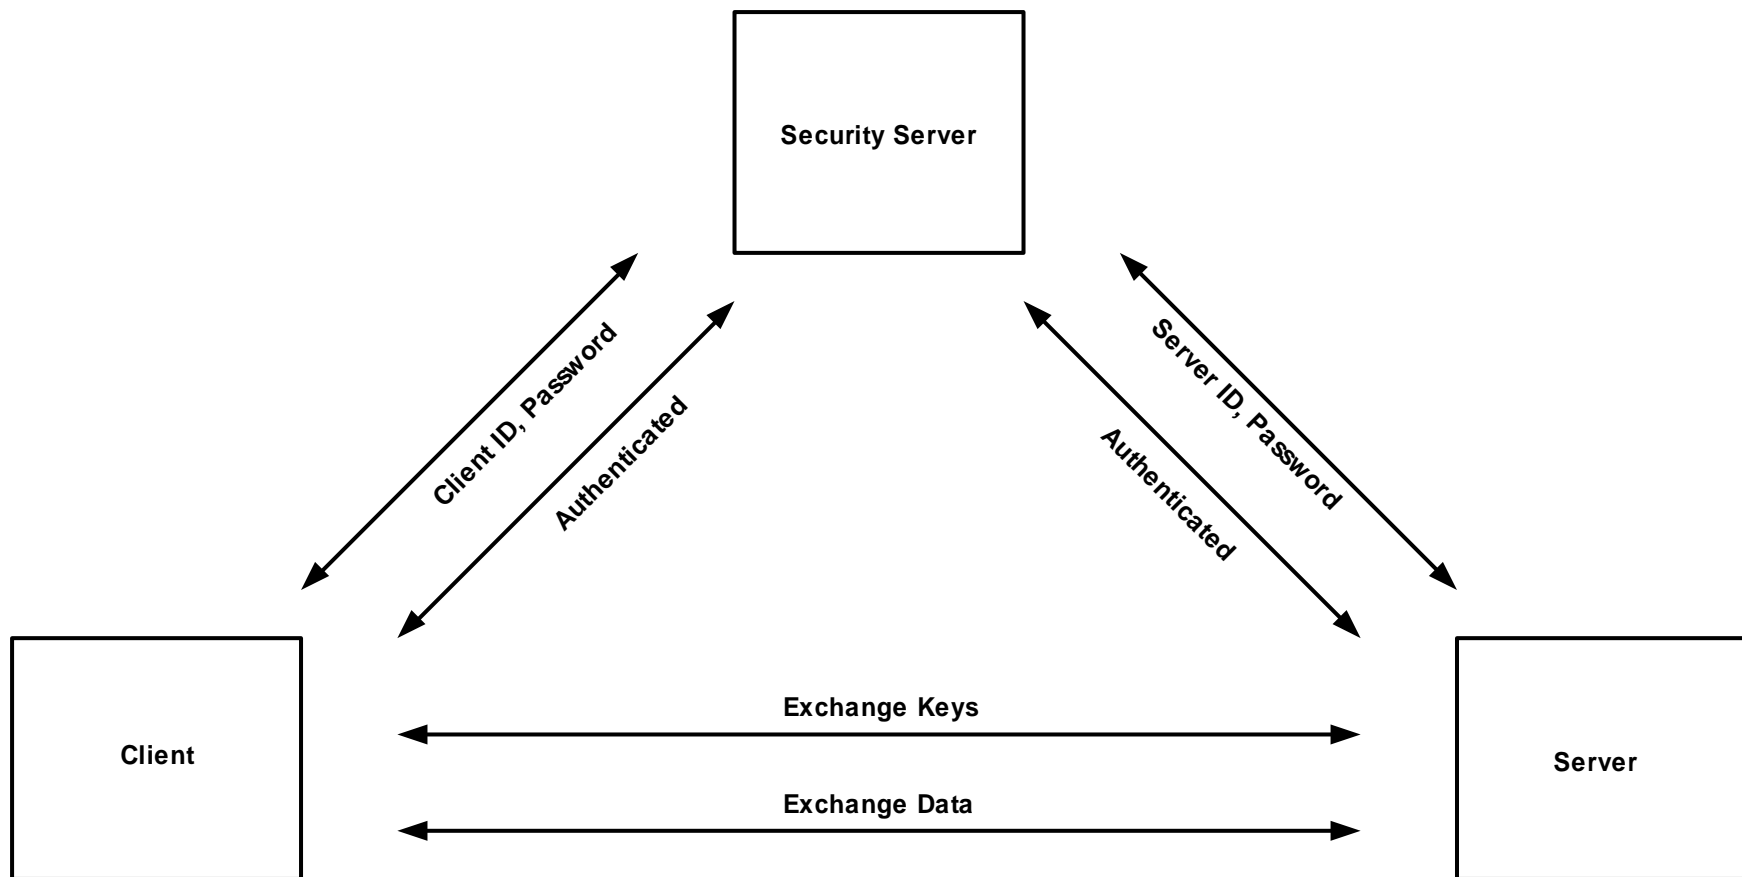 Security Server
Client ID, Password
Authenticated
Server ID, Password
Authenticated
Exchange Keys
Client
Server
Exchange Data